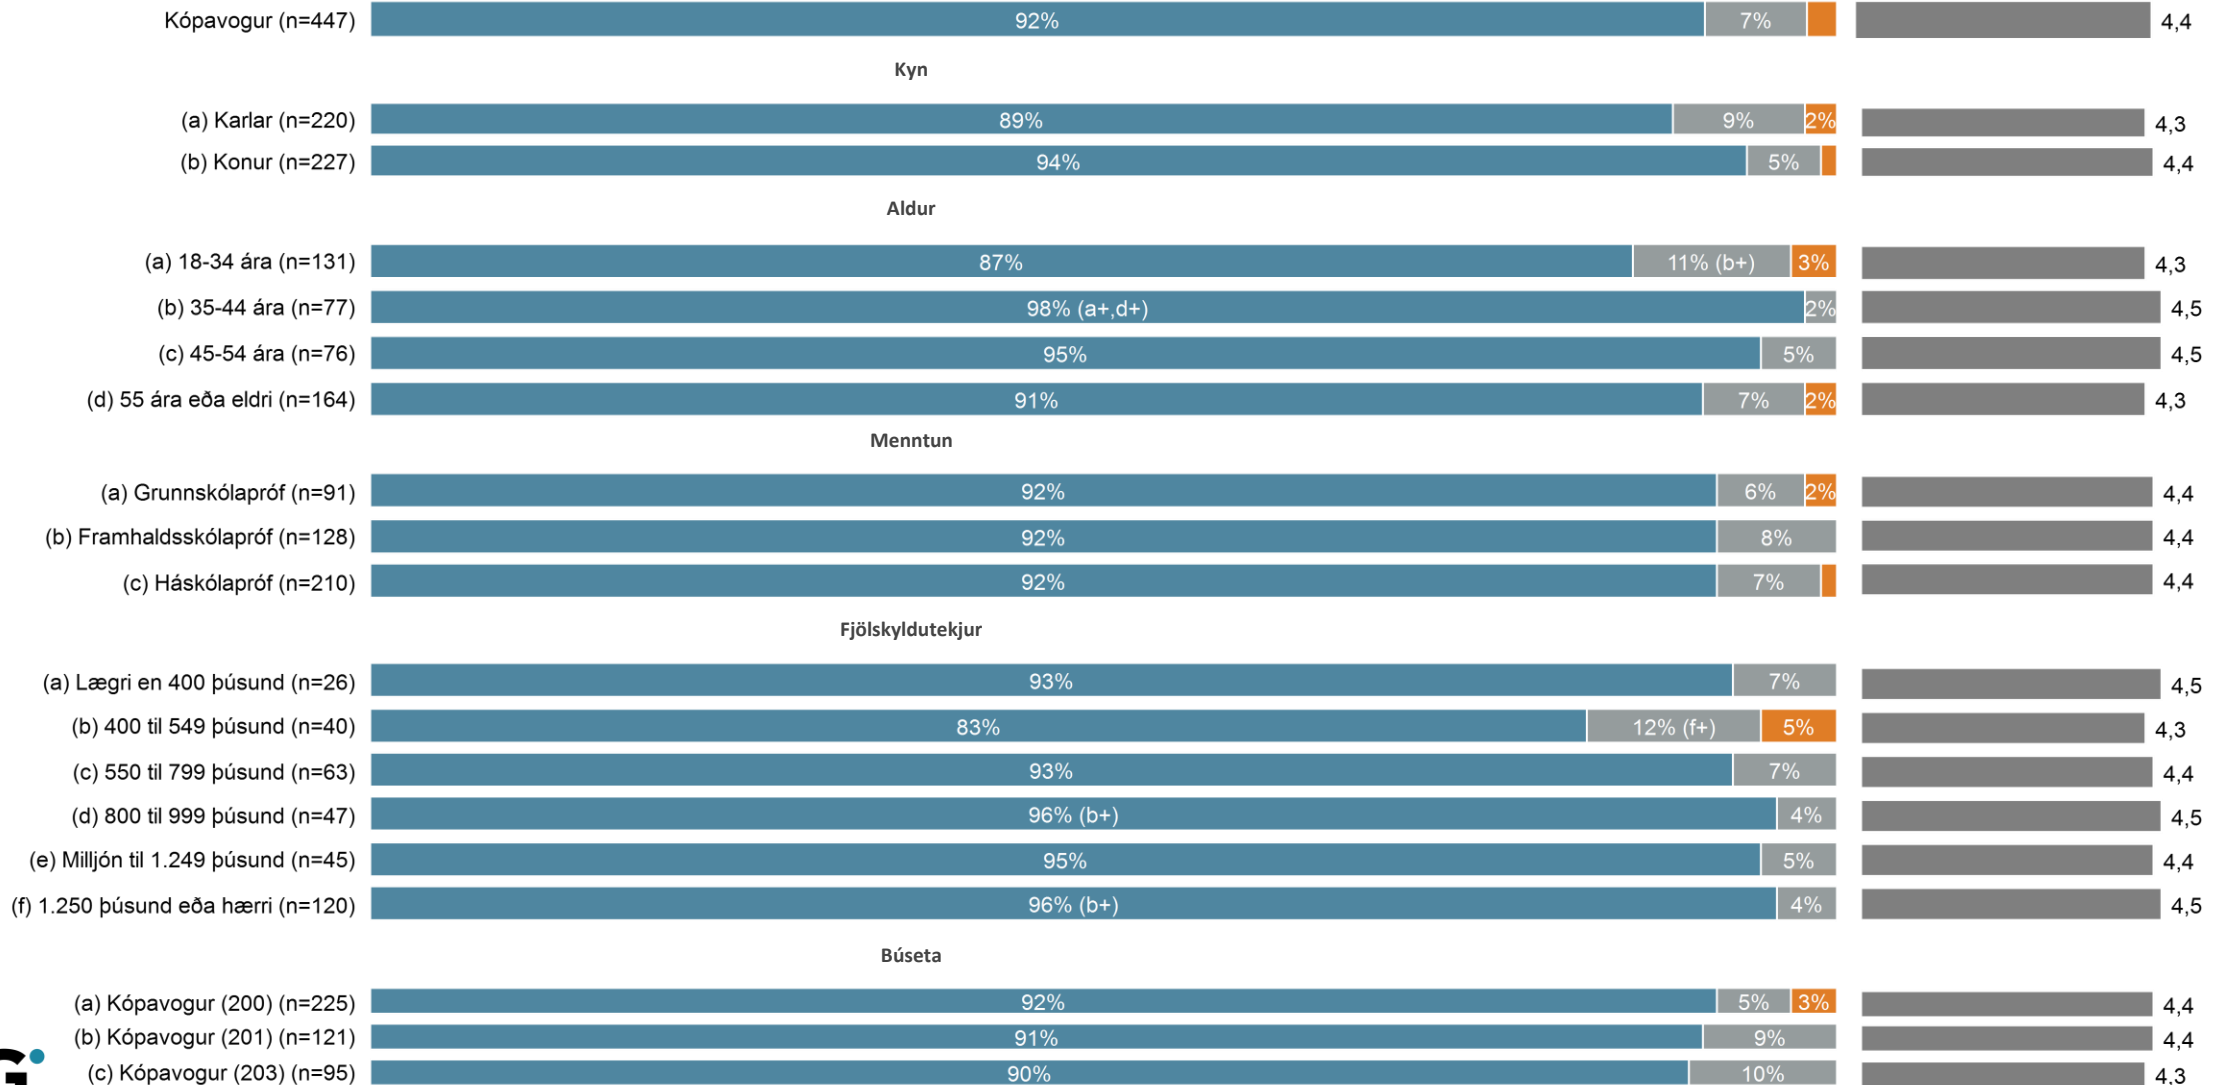 Kópavogur (n=447) 92% 7% 4,4
Kyn
(a) Karlar (n=220) 89% 9% 2% 4,3
(b) Konur (n=227) 94% 5% 4,4
Aldur
(a) 18-34 ára (n=131) 87% 11% (b+) 3% 4,3
(b) 35-44 ára (n=77) 98% (a+,d+) 2% 4,5
(c) 45-54 ára (n=76) 95% 5% 4,5
(d) 55 ára eða eldri (n=164) 91% 7% 2% 4,3
Menntun
(a) Grunnskólapróf (n=91) 92% 6% 2% 4,4
(b) Framhaldsskólapróf (n=128) 92% 8% 4,4
(c) Háskólapróf (n=210) 92% 7% 4,4
Fjölskyldutekjur
(a) Lægri en 400 þúsund (n=26) 93% 7% 4,5
(b) 400 til 549 þúsund (n=40) 83% 12% (f+) 5% 4,3
(c) 550 til 799 þúsund (n=63) 93% 7% 4,4
(d) 800 til 999 þúsund (n=47) 96% (b+) 4% 4,5
(e) Milljón til 1.249 þúsund (n=45) 95% 5% 4,4
(f) 1.250 þúsund eða hærri (n=120) 96% (b+) 4% 4,5
Búseta
(a) Kópavogur (200) (n=225) 92% 5% 3% 4,4
(b) Kópavogur (201) (n=121) 91% 9% 4,4
(c) Kópavogur (203) (n=95) 90% 10% 4,3